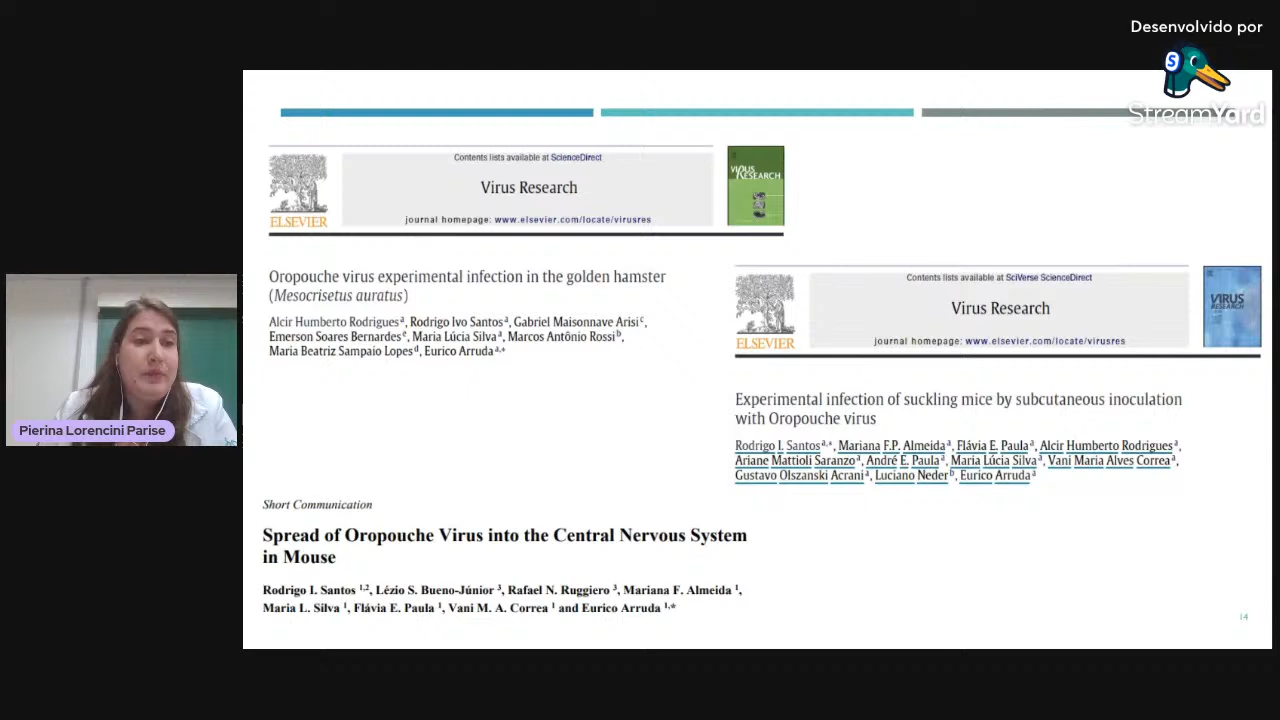 Desenvolvido por
StreamYard
Contents lists available at ScienceDirect
Virus Research
journal homepage: www.elsevier.com/locate/virusres
ELSEVIER
VIRUS
RESEARCH
Oropouche virus experimental infection in the golden hamster
(Mesocrisetus auratus)
Alcir Humberto Rodrigues a, Rodrigo Ivo Santos a, Gabriel Maisonnave Arisi c,
Emerson Soares Bernardes e, Maria Lúcia Silva a, Marcos Antônio Rossi b,
Maria Beatriz Sampaio Lopes d, Eurico Arruda a,*
Contents lists available at SciVerse ScienceDirect
Virus Research
journal homepage: www.elsevier.com/locate/virusres
ELSEVIER
VIRUS
RESEARCH
Experimental infection of suckling mice by subcutaneous inoculation
with Oropouche virus
Rodrigo I. Santos a,*, Mariana F.P. Almeida a, Flávia E. Paula a, Alcir Humberto Rodrigues a,
Ariane Mattioli Saranzo a, André E. Paula a, Maria Lúcia Silva a, Vani Maria Alves Correa a,
Gustavo Olszanski Acrani a, Luciano Neder b, Eurico Arruda a
Short Communication
Spread of Oropouche Virus into the Central Nervous System
in Mouse
Rodrigo I. Santos 1,2, Lézio S. Bueno-Júnior 3, Rafael N. Ruggiero 3, Mariana F. Almeida 1,
Maria L. Silva 1, Flávia E. Paula 1, Vani M. A. Correa 1 and Eurico Arruda 1,*
14
Pierina Lorencini Parise